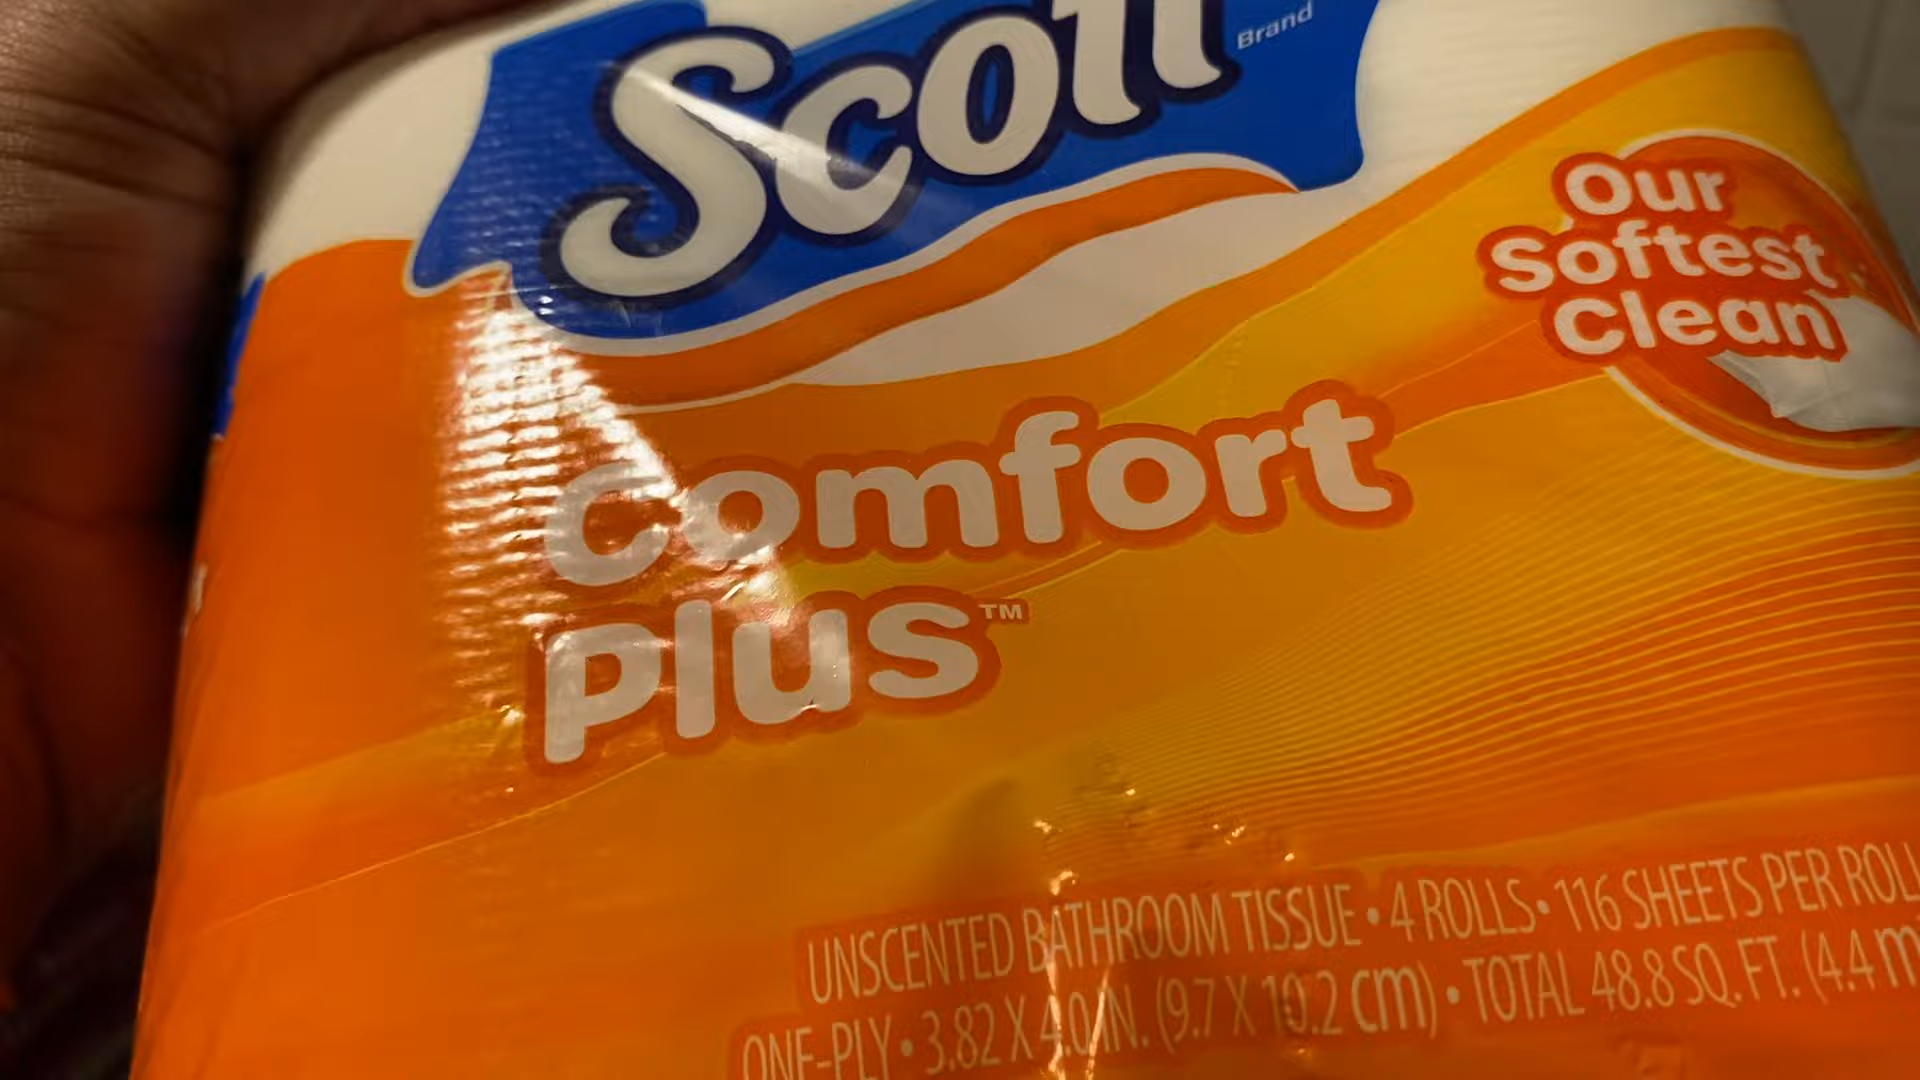 Scott
Brand
Our
Softest
Clean
Comfort
Plus™
UNSCENTED BATHROOM TISSUE • 4 ROLLS • 116 SHEETS PER ROLL
ONE-PLY • 3.82 X 4.0 IN. (9.7 X 10.2 cm) • TOTAL 48.8 SQ. FT. (4.4 m